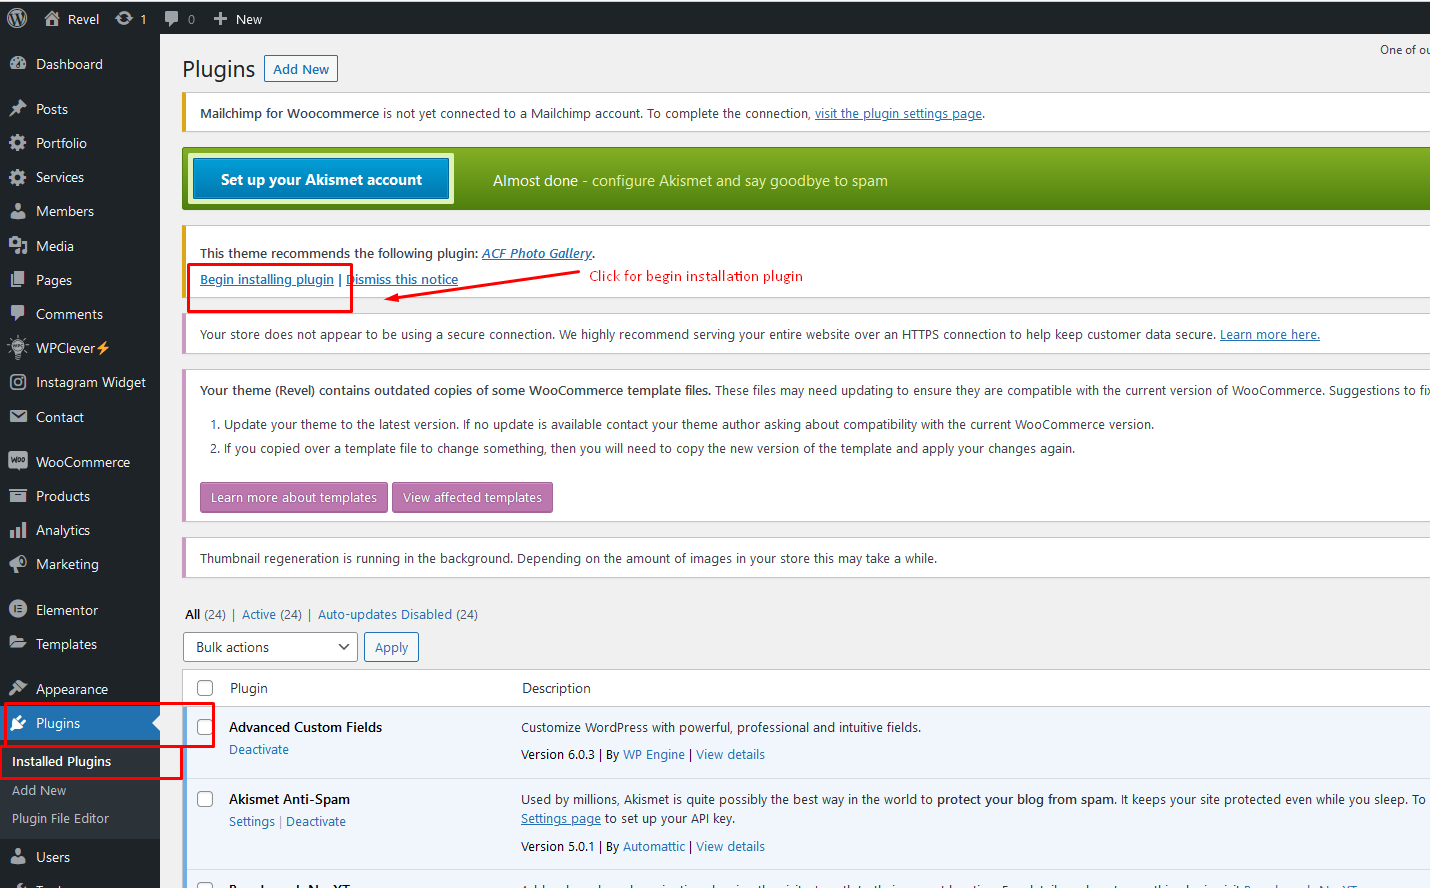 Revel 1 0 New
One of
Dashboard
Posts
Portfolio
Services
Members
Media
Pages
Comments
WPClever⚡
Instagram Widget
Contact
WooCommerce
Products
Analytics
Marketing
Elementor
Templates
Appearance
Plugins
Installed Plugins
Add New
Plugin File Editor
Users
Plugins Add New
Mailchimp for Woocommerce is not yet connected to a Mailchimp account. To complete the connection, visit the plugin settings page.
Set up your Akismet account
Almost done - configure Akismet and say goodbye to spam
This theme recommends the following plugin: ACF Photo Gallery.
Begin installing plugin | Dismiss this notice
Click for begin installation plugin
Your store does not appear to be using a secure connection. We highly recommend serving your entire website over an HTTPS connection to help keep customer data secure. Learn more here.
Your theme (Revel) contains outdated copies of some WooCommerce template files. These files may need updating to ensure they are compatible with the current version of WooCommerce. Suggestions to
1. Update your theme to the latest version. If no update is available contact your theme author asking about compatibility with the current WooCommerce version.
2. If you copied over a template file to change something, then you will need to copy the new version of the template and apply your changes again.
Learn more about templates View affected templates
Thumbnail regeneration is running in the background. Depending on the amount of images in your store this may take a while.
All (24) | Active (24) | Auto-updates Disabled (24)
Bulk actions Apply
Plugin Description
Advanced Custom Fields
Deactivate
Customize WordPress with powerful, professional and intuitive fields.
Version 6.0.3 | By WP Engine | View details
Akismet Anti-Spam
Settings | Deactivate
Used by millions, Akismet is quite possibly the best way in the world to protect your blog from spam. It keeps your site protected even while you sleep. To
Settings page to set up your API key.
Version 5.0.1 | By Automattic | View details